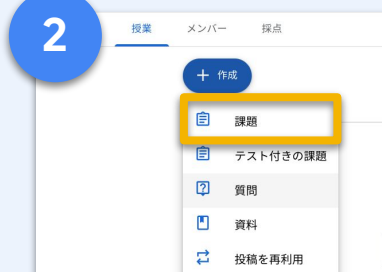 2
授業 メンバー 採点
+ 作成
課題
テスト付きの課題
質問
資料
投稿を再利用